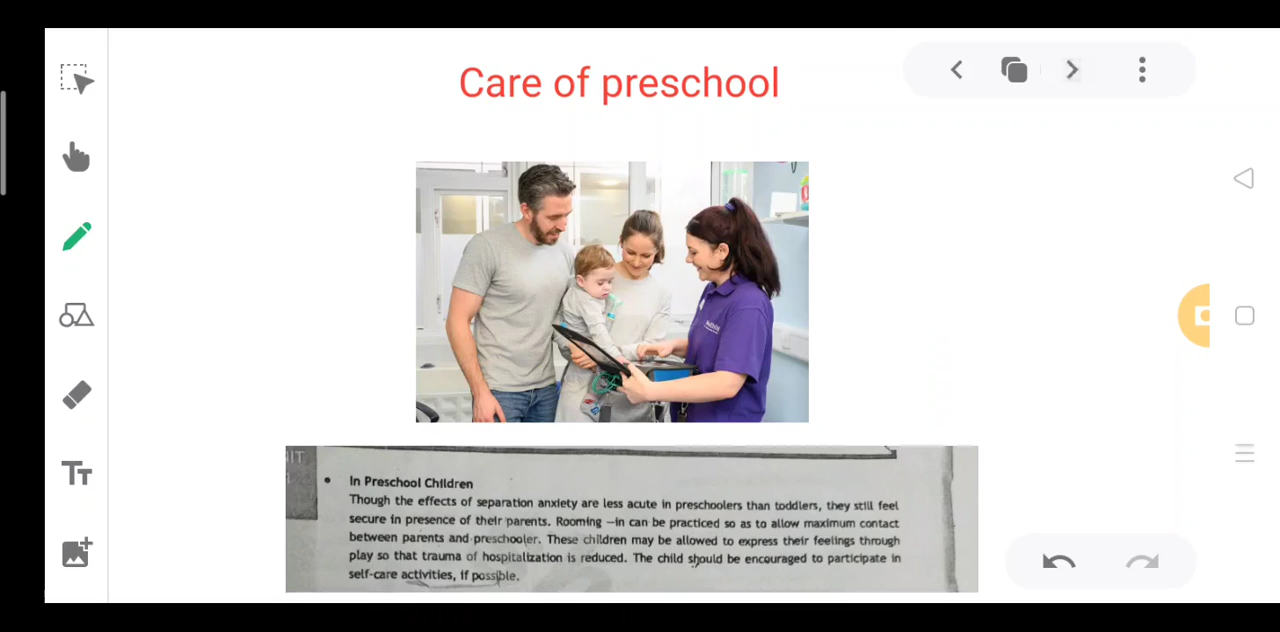 Care of preschool
IIT
• In Preschool Children
Though the effects of separation anxiety are less acute in preschoolers than toddlers, they still feel
secure in presence of their parents. Rooming –in can be practiced so as to allow maximum contact
between parents and preschooler. These children may be allowed to express their feelings through
play so that trauma of hospitalization is reduced. The child should be encouraged to participate in
self-care activities, if possible.
TT